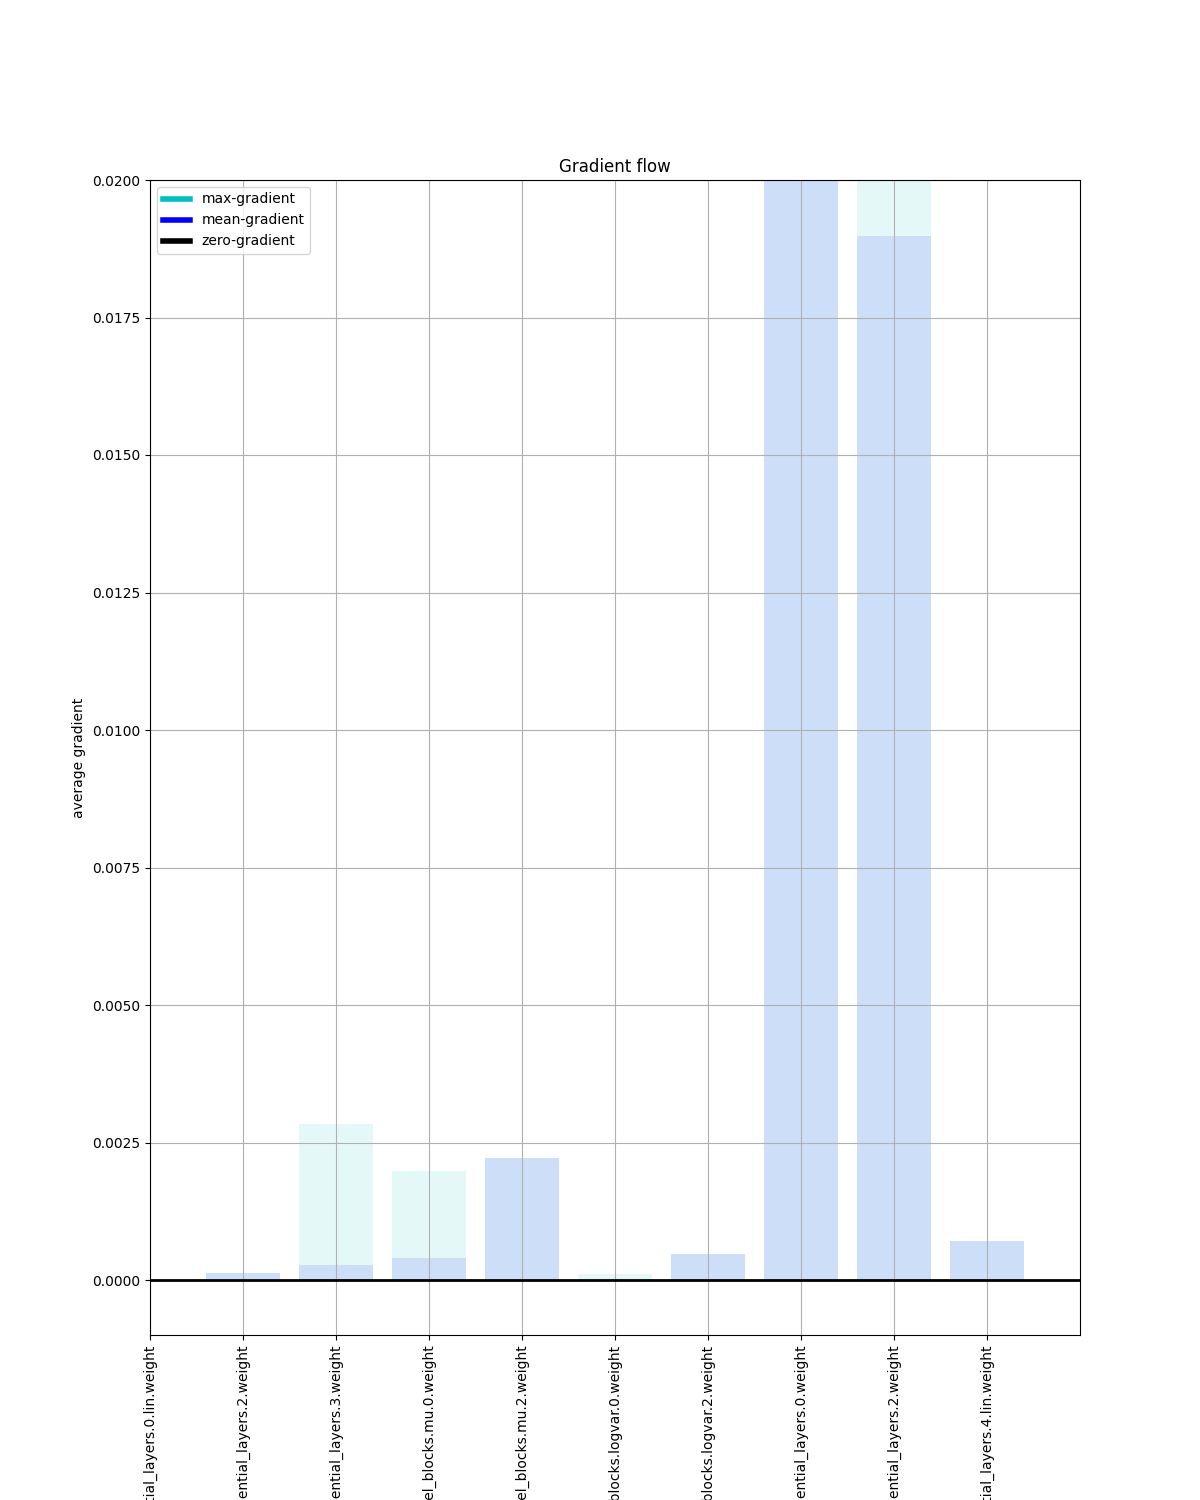 Gradient flow
max-gradient
mean-gradient
zero-gradient
average gradient
0.0200
0.0175
0.0150
0.0125
0.0100
0.0075
0.0050
0.0025
0.0000
tial_layers.0.lin.weight
ential_layers.2.weight
ential_layers.3.weight
el_blocks.mu.0.weight
el_blocks.mu.2.weight
blocks.logvar.0.weight
blocks.logvar.2.weight
ential_layers.0.weight
ential_layers.2.weight
tial_layers.4.lin.weight